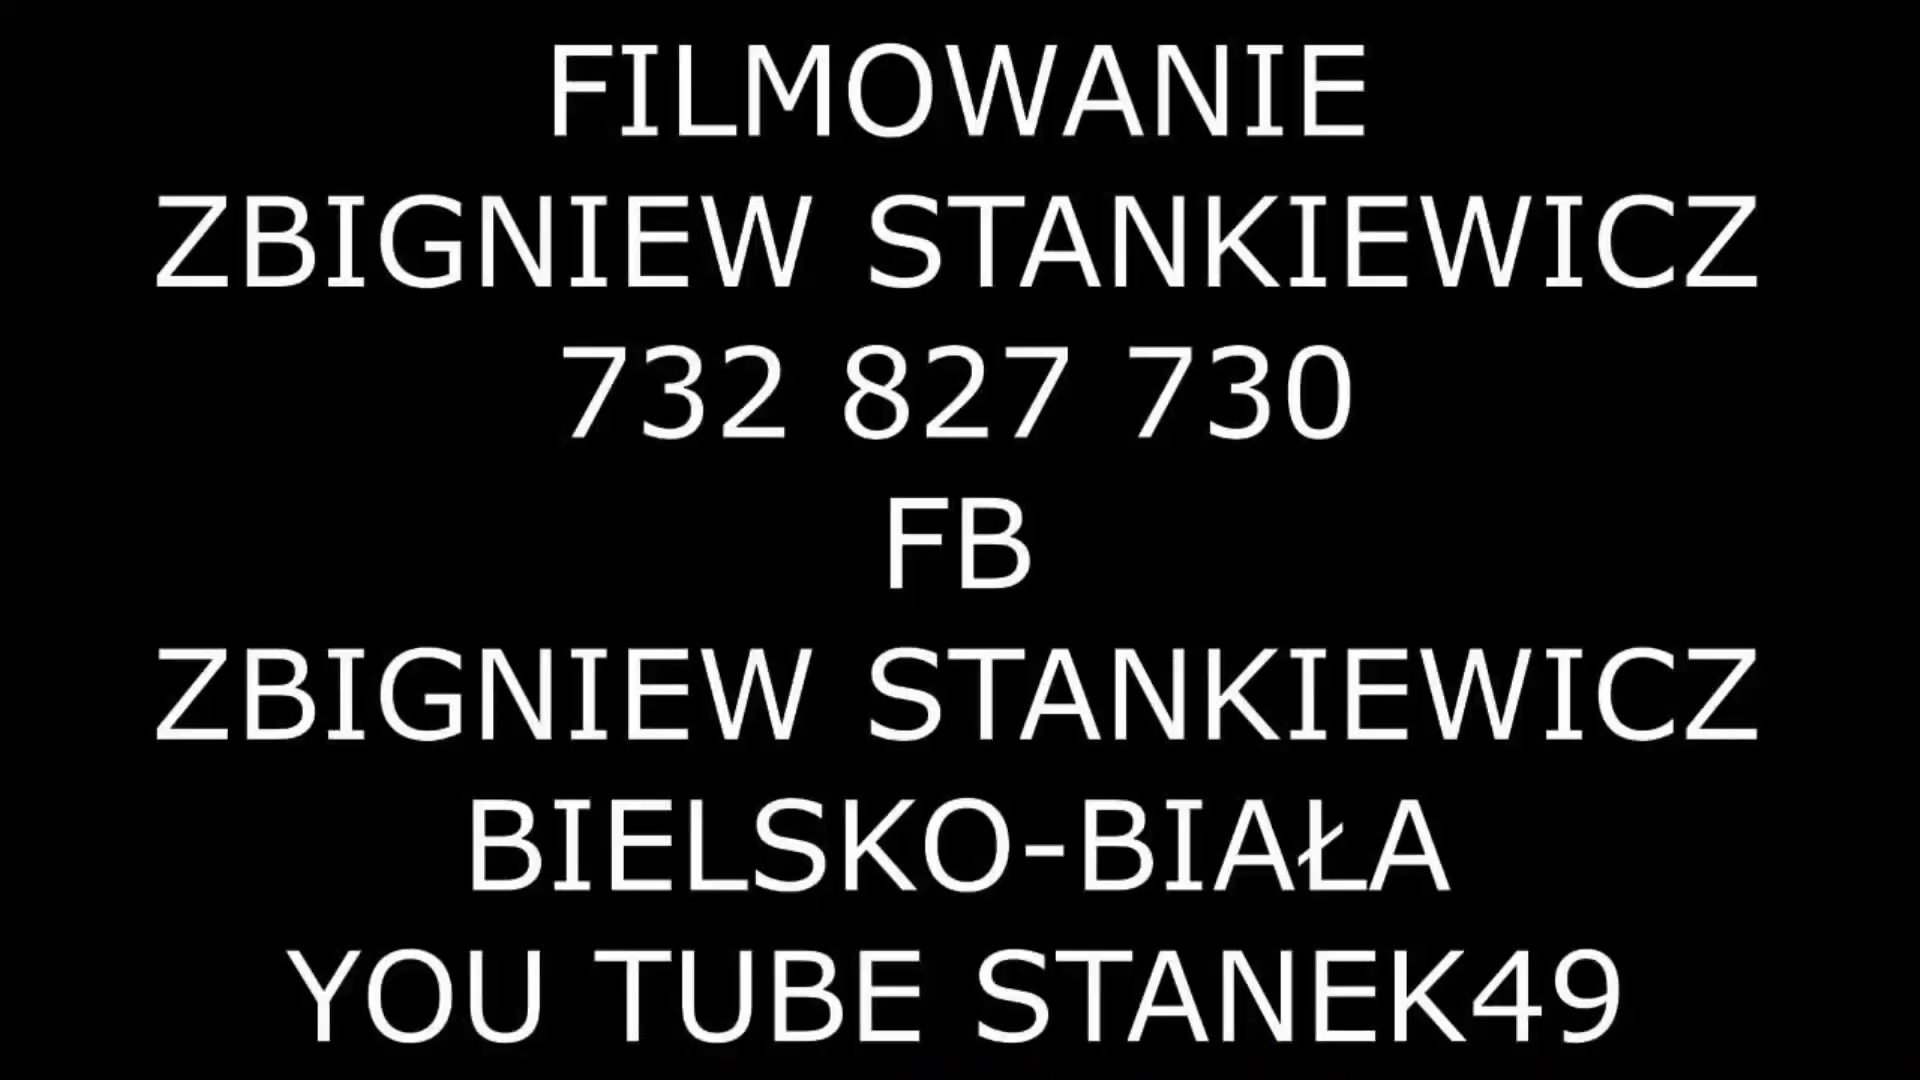 FILMOWANIE
ZBIGNIEW STANKIEWICZ
732 827 730
FB
ZBIGNIEW STANKIEWICZ
BIELSKO-BIAŁA
YOU TUBE STANEK49